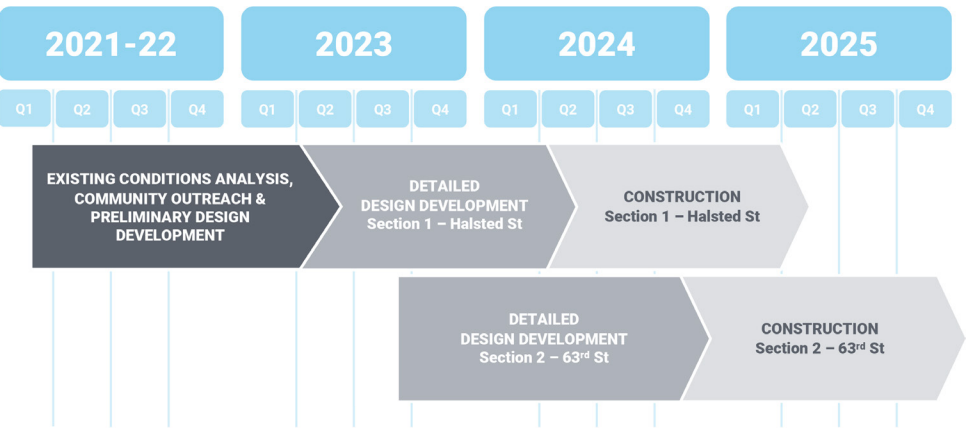 2021-22 2023 2024 2025
Q1 Q2 Q3 Q4 Q1 Q2 Q3 Q4 Q1 Q2 Q3 Q4 Q1 Q2 Q3 Q4
EXISTING CONDITIONS ANALYSIS,
COMMUNITY OUTREACH &
PRELIMINARY DESIGN
DEVELOPMENT
DETAILED
DESIGN DEVELOPMENT
Section 1 – Halsted St
CONSTRUCTION
Section 1 – Halsted St
DETAILED
DESIGN DEVELOPMENT
Section 2 – 63rd St
CONSTRUCTION
Section 2 – 63rd St